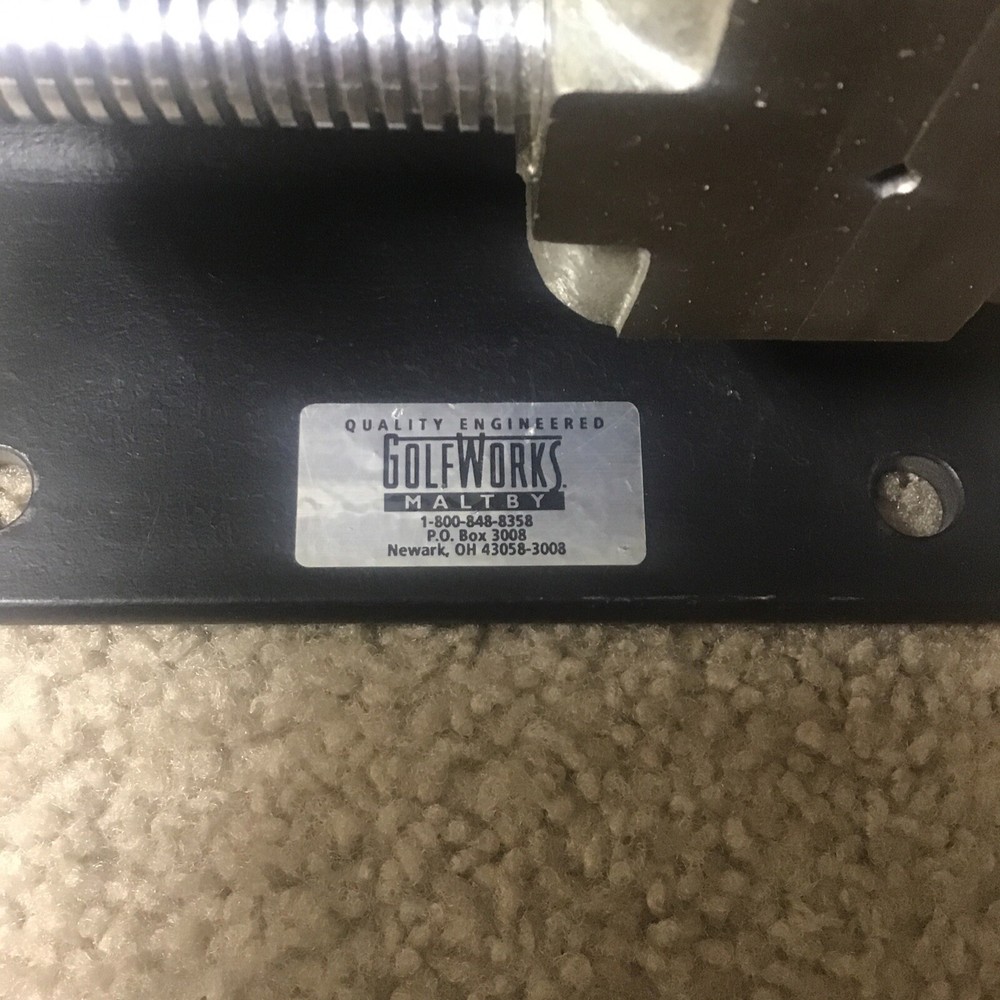 QUALITY ENGINEERED
GOLFWORKS
MALTBY
1-800-848-8358
P.O. Box 3008
Newark, OH 43058-3008